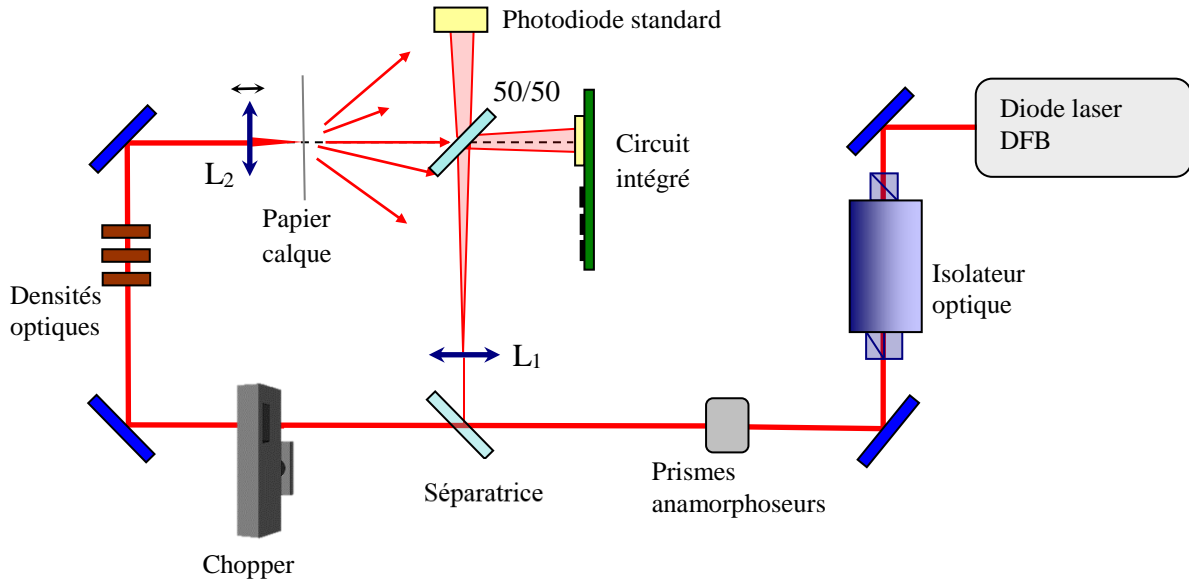 Photodiode standard
50/50
Diode laser
DFB
Circuit
intégré
L2
Papier
calque
Densités
optiques
Isolateur
optique
L1
Prismes
anamorphoseurs
Séparatrice
Chopper